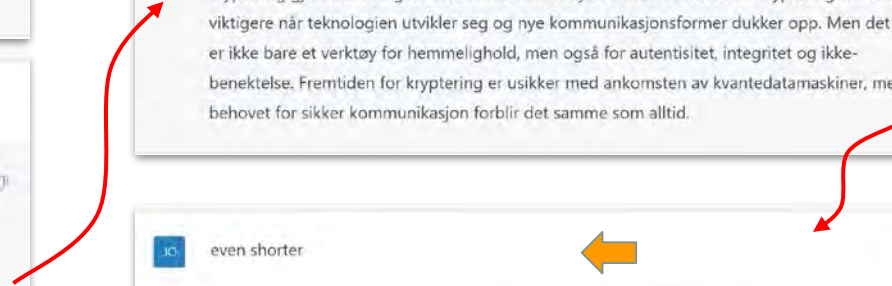 viktigere når teknologien utvikler seg og nye kommunikasjonsformer dukker opp. Men det
er ikke bare et verktøy for hemmelighold, men også for autentisitet, integritet og ikke-
benektelse. Fremtiden for kryptering er usikker med ankomsten av kvantedatamaskiner, me
behovet for sikker kommunikasjon forblir det samme som alltid.
JO even shorter